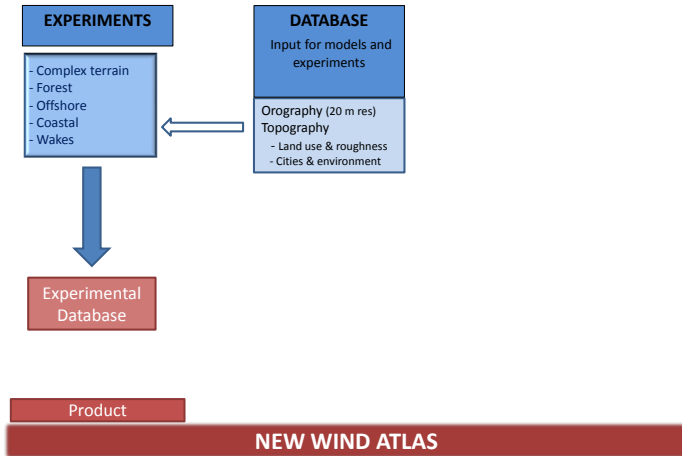 EXPERIMENTS
- Complex terrain
- Forest
- Offshore
- Coastal
- Wakes
DATABASE
Input for models and
experiments
Orography (20 m res)
Topography
- Land use & roughness
- Cities & environment
Experimental
Database
Product
NEW WIND ATLAS